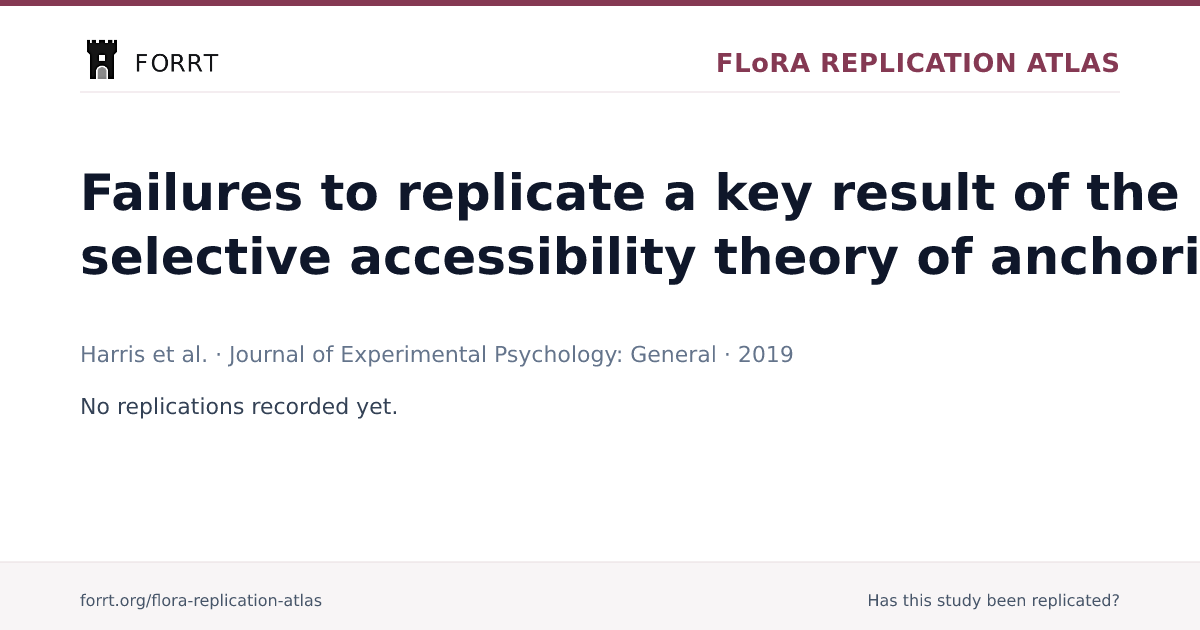 FORRT
FLoRA REPLICATION ATLAS
Failures to replicate a key result of the
selective accessibility theory of anchori
Harris et al. · Journal of Experimental Psychology: General · 2019
No replications recorded yet.
forrt.org/flora-replication-atlas
Has this study been replicated?